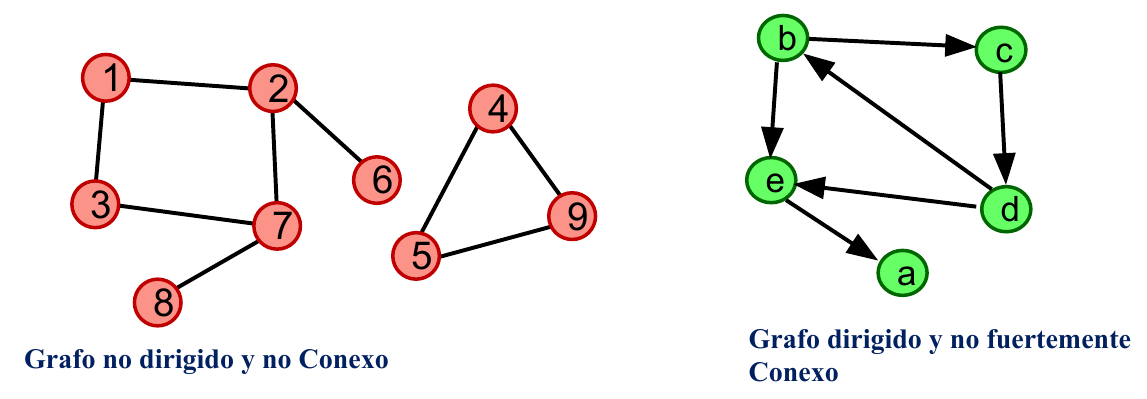 1
2
3
6
7
8
4
5
9
Grafo no dirigido y no Conexo
b
c
e
d
a
Grafo dirigido y no fuertemente
Conexo